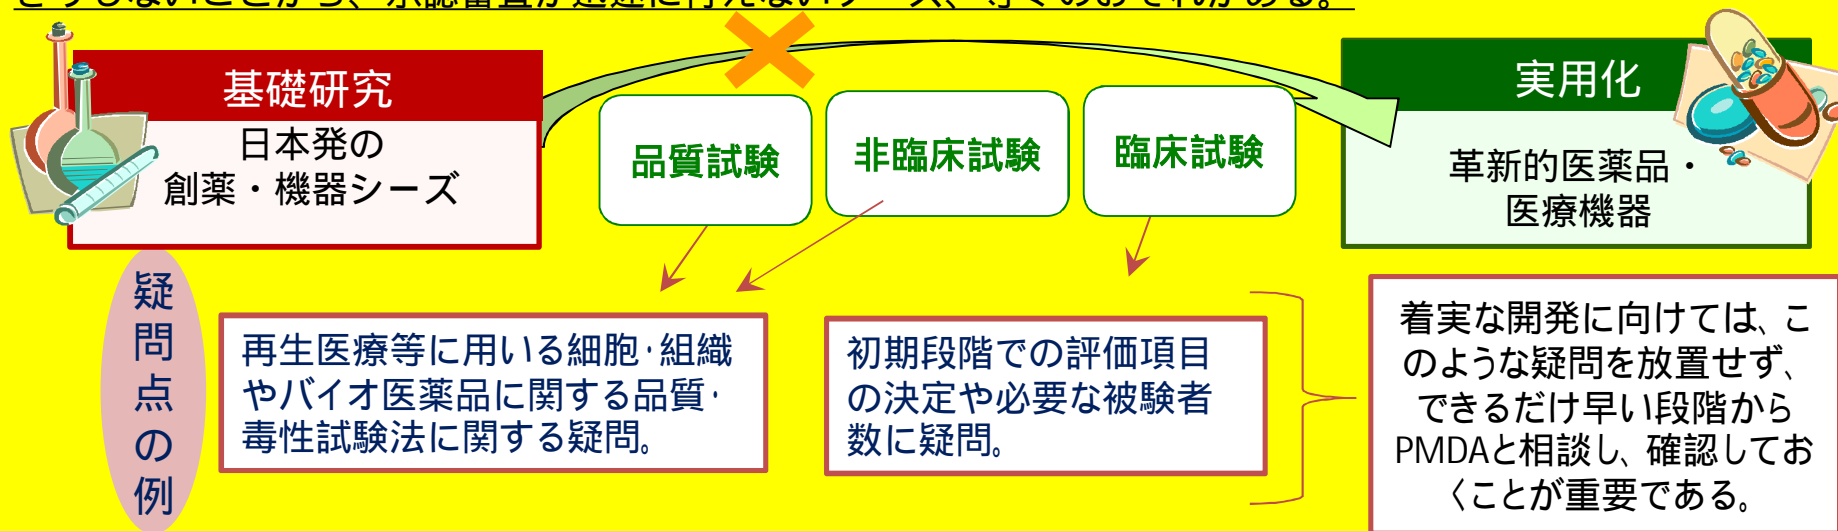 基礎研究
日本発の
創薬・機器シーズ
品質試験
非臨床試験
臨床試験
実用化
革新的医薬品・
医療機器
疑問点の例
再生医療等に用いる細胞・組織
やバイオ医薬品に関する品質・
毒性試験法に関する疑問。
初期段階での評価項目
の決定や必要な被験者
数に疑問。
着実な開発に向けては、こ
のような疑問を放置せず、
できるだけ早い段階から
PMDAと相談し、確認してお
くことが重要である。